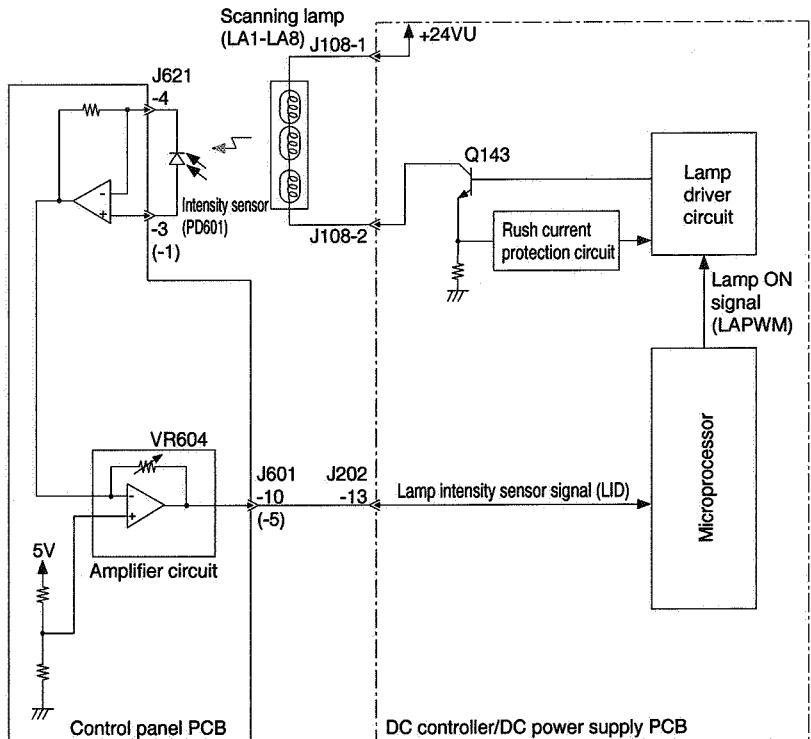 Scanning lamp
(LA1-LA8)
J108-1
+24VU
J621
-4
Q143
Lamp
driver
circuit
Intensity sensor
(PD601)
-3
(-1)
J108-2
Rush current
protection circuit
Lamp ON
signal
(LAPWM)
Microprocessor
VR604
J601
-10
(-5)
J202
-13
Lamp intensity sensor signal (LID)
-
+
-
+
5V
Amplifier circuit
Control panel PCB
DC controller/DC power supply PCB